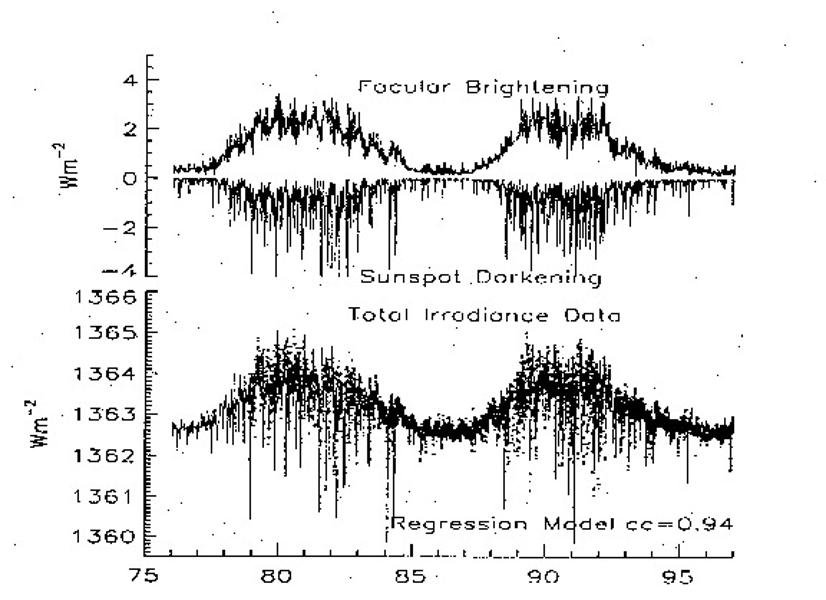 Facular Brightening
4
2
0
-2
-4
Wm-2
Sunspot Darkening
1366
1365
1364
1363
1362
1361
1360
Wm-2
Total Irradiance Data
Regression Model cc=0.94
75 80 85 90 95